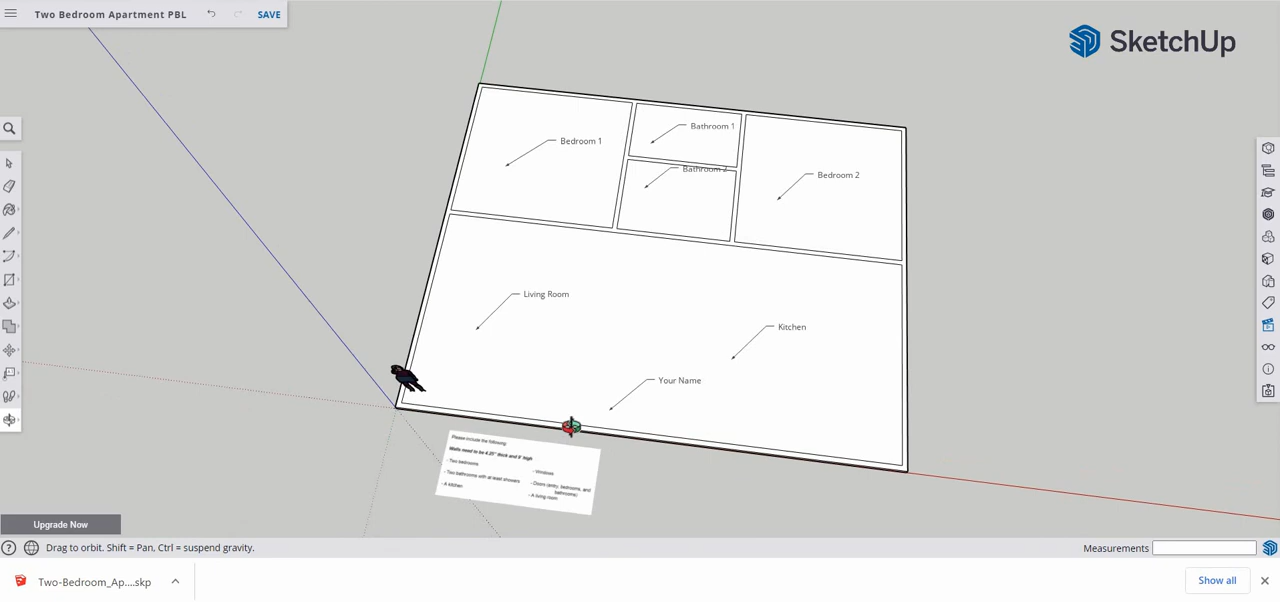 Two Bedroom Apartment PBL
SAVE
SketchUp
Bedroom 1
Bathroom 1
Bathroom 2
Bedroom 2
Living Room
Kitchen
Your Name
Please include the following:
Walls need to be 4.25" thick and 9' high
- Two bedrooms
- Two bathrooms with at least showers
- A kitchen
- Windows
- Doors (entry, bedrooms, and
bathrooms)
- A living room
Upgrade Now
Drag to orbit. Shift = Pan, Ctrl = suspend gravity.
Measurements
Two-Bedroom_Ap....skp
Show all